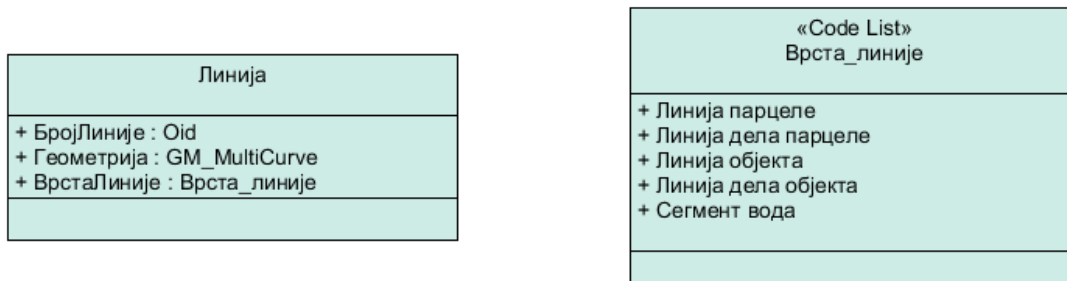 Линија
+ БројЛиније : Oid
+ Геометрија : GM_MultiCurve
+ ВрстаЛиније : Врста_линије
«Code List»
Врста_линије
+ Линија парцеле
+ Линија дела парцеле
+ Линија објекта
+ Линија дела објекта
+ Сегмент вода